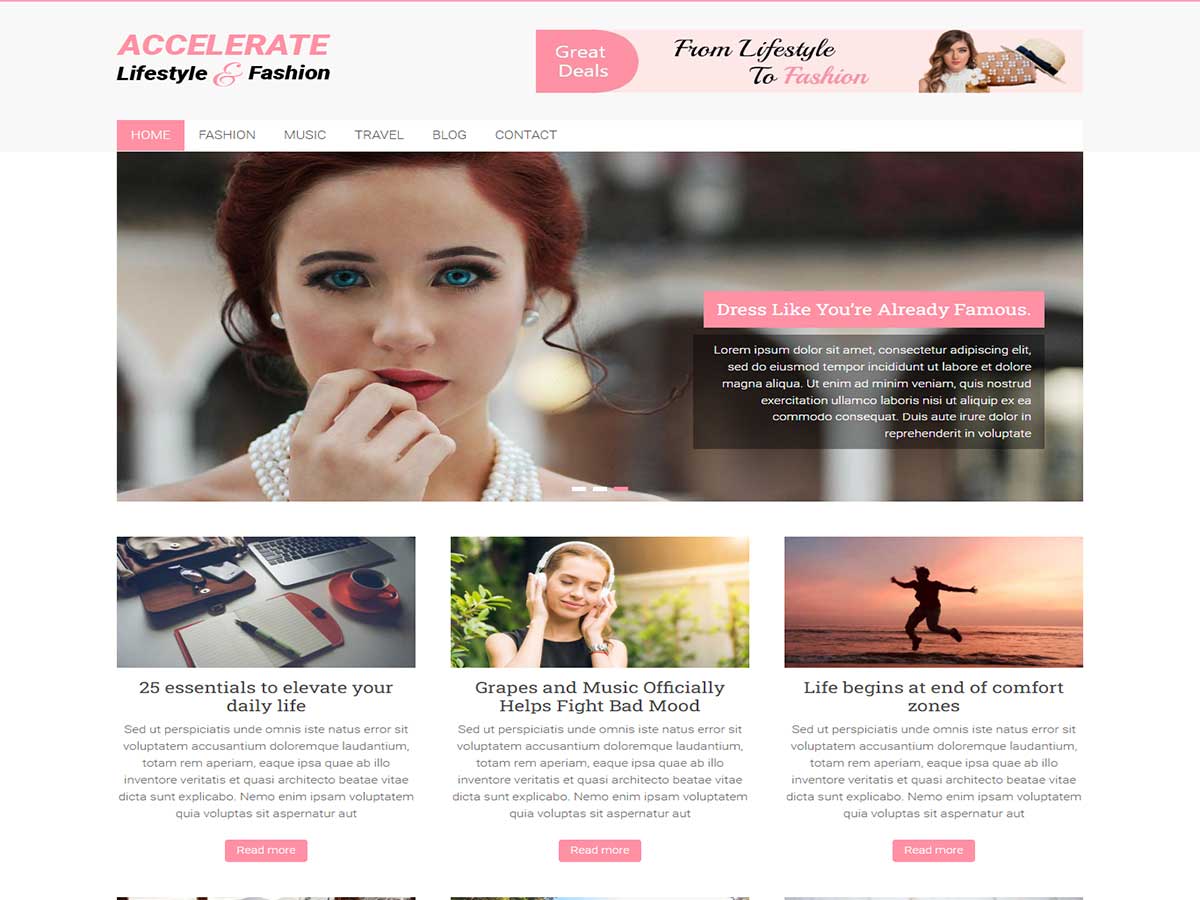 ACCELERATE
Lifestyle & Fashion
Great
Deals
From Lifestyle
To Fashion
HOME FASHION MUSIC TRAVEL BLOG CONTACT
Dress Like You're Already Famous.
Lorem ipsum dolor sit amet, consectetur adipiscing elit,
sed do eiusmod tempor incididunt ut labore et dolore
magna aliqua. Ut enim ad minim veniam, quis nostrud
exercitation ullamco laboris nisi ut aliquip ex ea
commodo consequat. Duis aute irure dolor in
reprehenderit in voluptate
25 essentials to elevate your
daily life
Sed ut perspiciatis unde omnis iste natus error sit
voluptatem accusantium doloremque laudantium,
totam rem aperiam, eaque ipsa quae ab illo
inventore veritatis et quasi architecto beatae vitae
dicta sunt explicabo. Nemo enim ipsam voluptatem
quia voluptas sit aspernatur aut
Read more
Grapes and Music Officially
Helps Fight Bad Mood
Sed ut perspiciatis unde omnis iste natus error sit
voluptatem accusantium doloremque laudantium,
totam rem aperiam, eaque ipsa quae ab illo
inventore veritatis et quasi architecto beatae vitae
dicta sunt explicabo. Nemo enim ipsam voluptatem
quia voluptas sit aspernatur aut
Read more
Life begins at end of comfort
zones
Sed ut perspiciatis unde omnis iste natus error sit
voluptatem accusantium doloremque laudantium,
totam rem aperiam, eaque ipsa quae ab illo
inventore veritatis et quasi architecto beatae vitae
dicta sunt explicabo. Nemo enim ipsam voluptatem
quia voluptas sit aspernatur aut
Read more